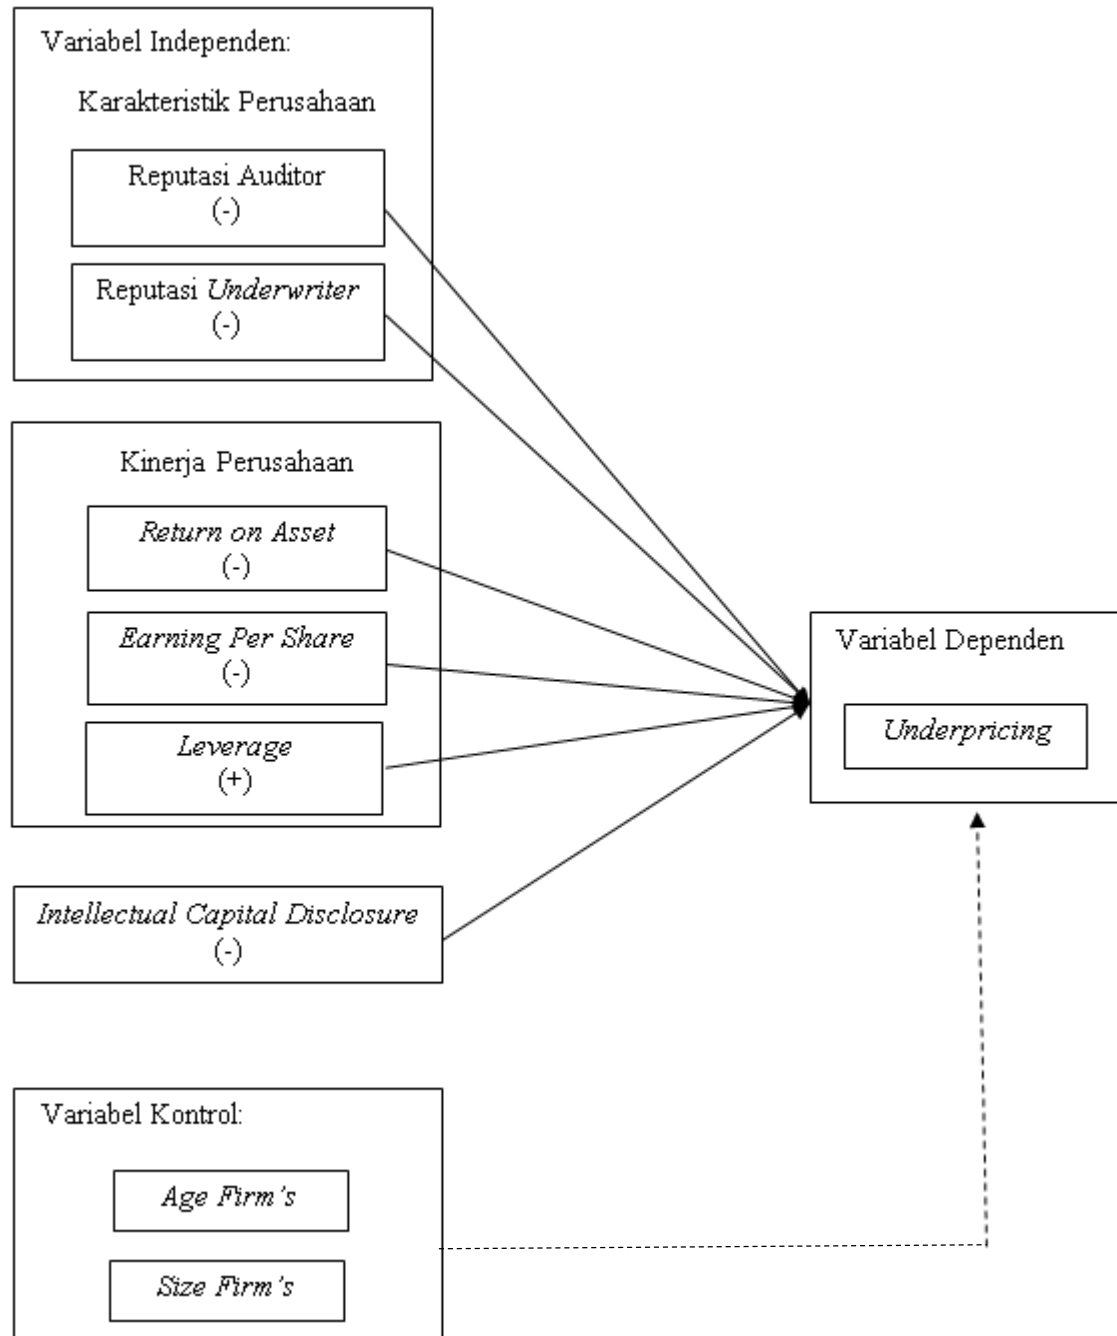 Variabel Independen:
Karakteristik Perusahaan
Reputasi Auditor
(-)
Reputasi Underwriter
(-)
Kinerja Perusahaan
Return on Asset
(-)
Earning Per Share
(-)
Leverage
(+)
Intellectual Capital Disclosure
(-)
Variabel Dependen
Underpricing
Variabel Kontrol:
Age Firm's
Size Firm's